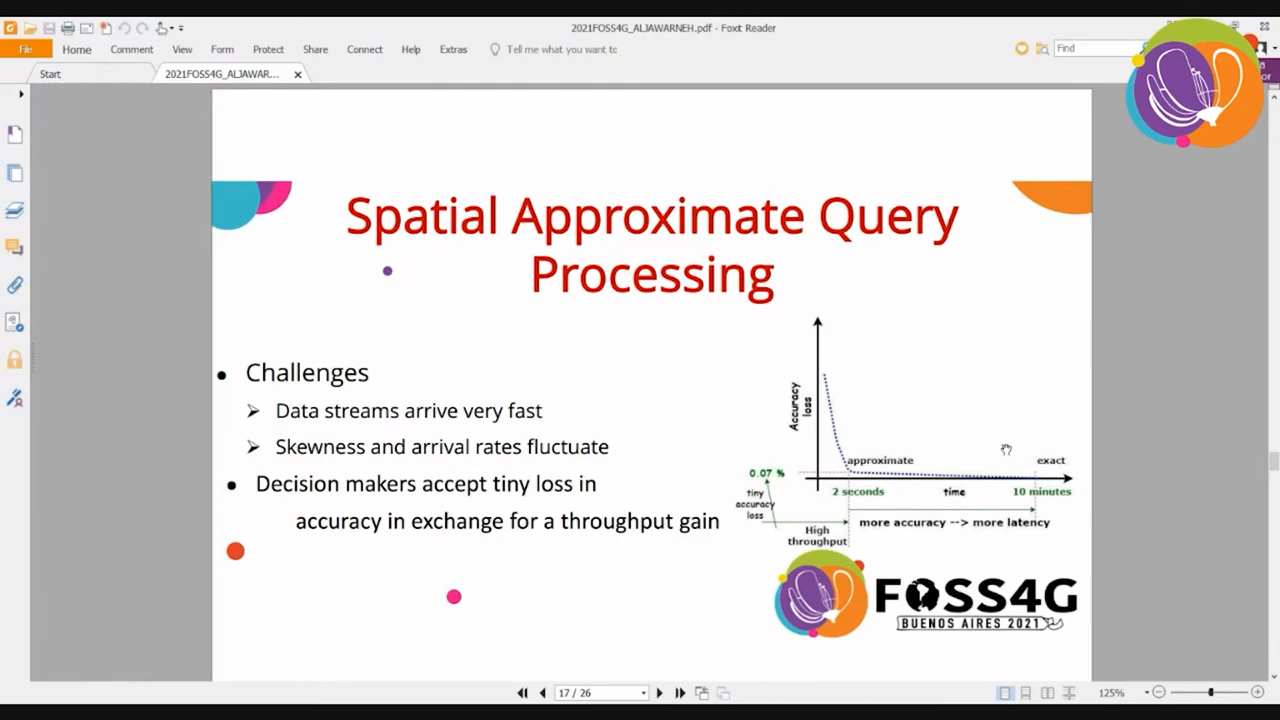 2021FOSS4G_ALJAWARNEH.pdf - Foxit Reader
File Home Comment View Form Protect Share Connect Help Extras Tell me what you want to Find
Start 2021FOSS4G_ALJAWAR...
Spatial Approximate Query
Processing
• Challenges
➢ Data streams arrive very fast
➢ Skewness and arrival rates fluctuate
• Decision makers accept tiny loss in
accuracy in exchange for a throughput gain
Accuracy
loss
approximate exact
0.07 %
2 seconds time 10 minutes
tiny
accuracy
loss
more accuracy --> more latency
High
throughput
FOSS4G
BUENOS AIRES 2021
17 / 26
125%